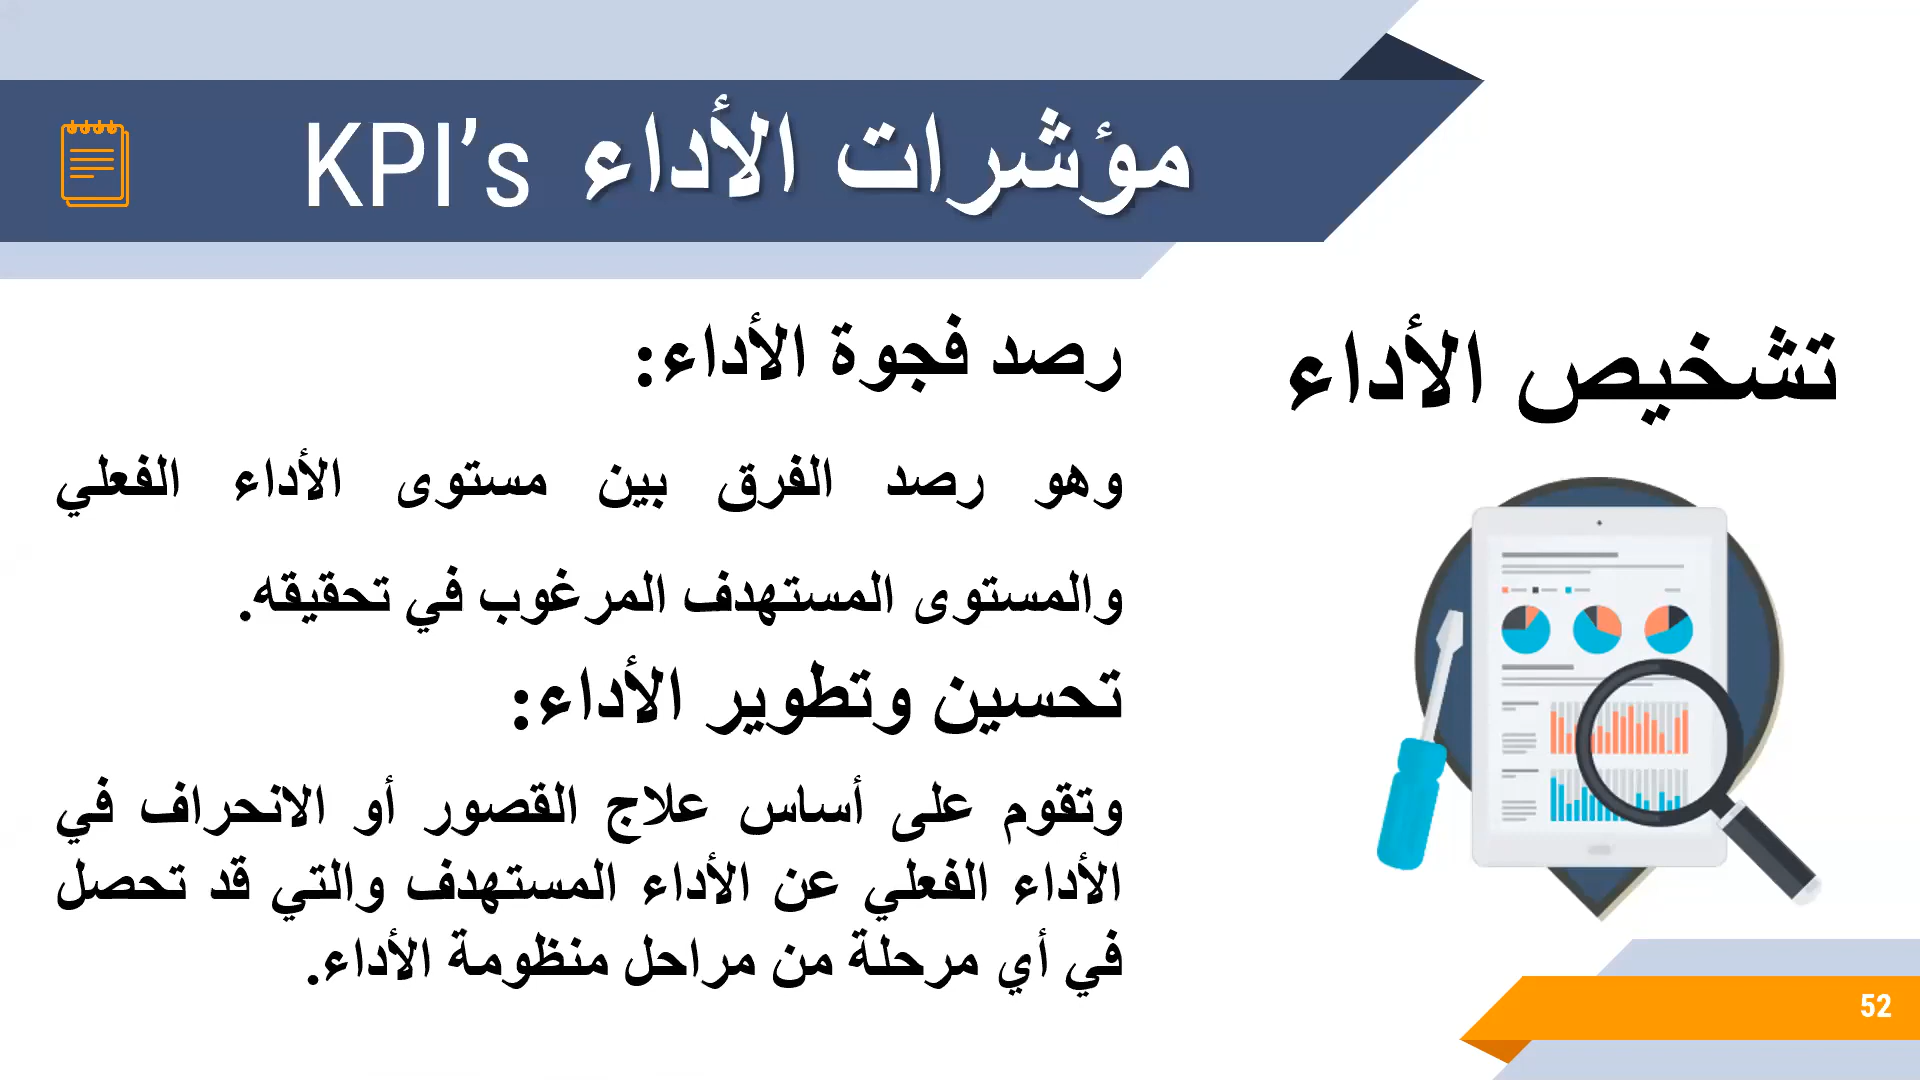 مؤشرات الأداء KPI’s
تشخيص الأداء
رصد فجوة الأداء:
وهو رصد الفرق بين مستوى الأداء الفعلي
والمستوى المستهدف المرغوب في تحقيقه.
تحسين وتطوير الأداء:
وتقوم على أساس علاج القصور أو الانحراف في
الأداء الفعلي عن الأداء المستهدف والتي قد تحصل
في أي مرحلة من مراحل منظومة الأداء.
52